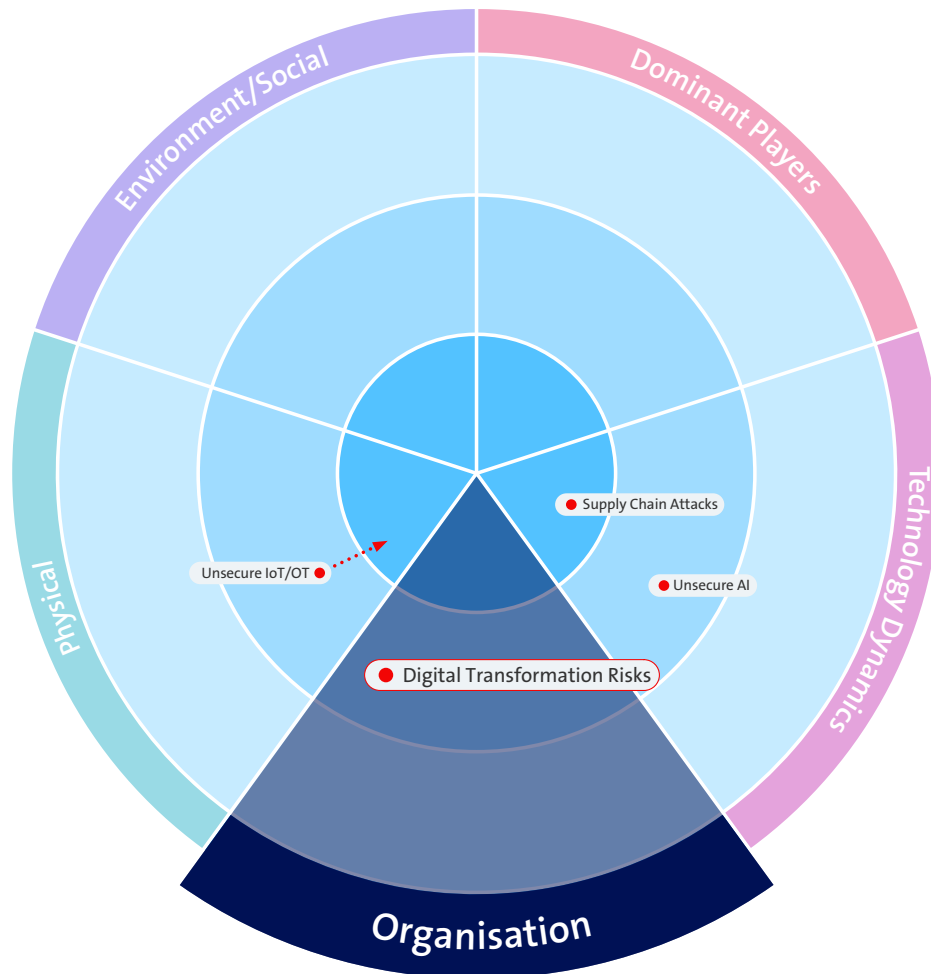 Environment/Social
Dominant Players
Supply Chain Attacks
Unsecure IoT/OT
Unsecure AI
Physical
Technology Dynamics
Digital Transformation Risks
Organisation